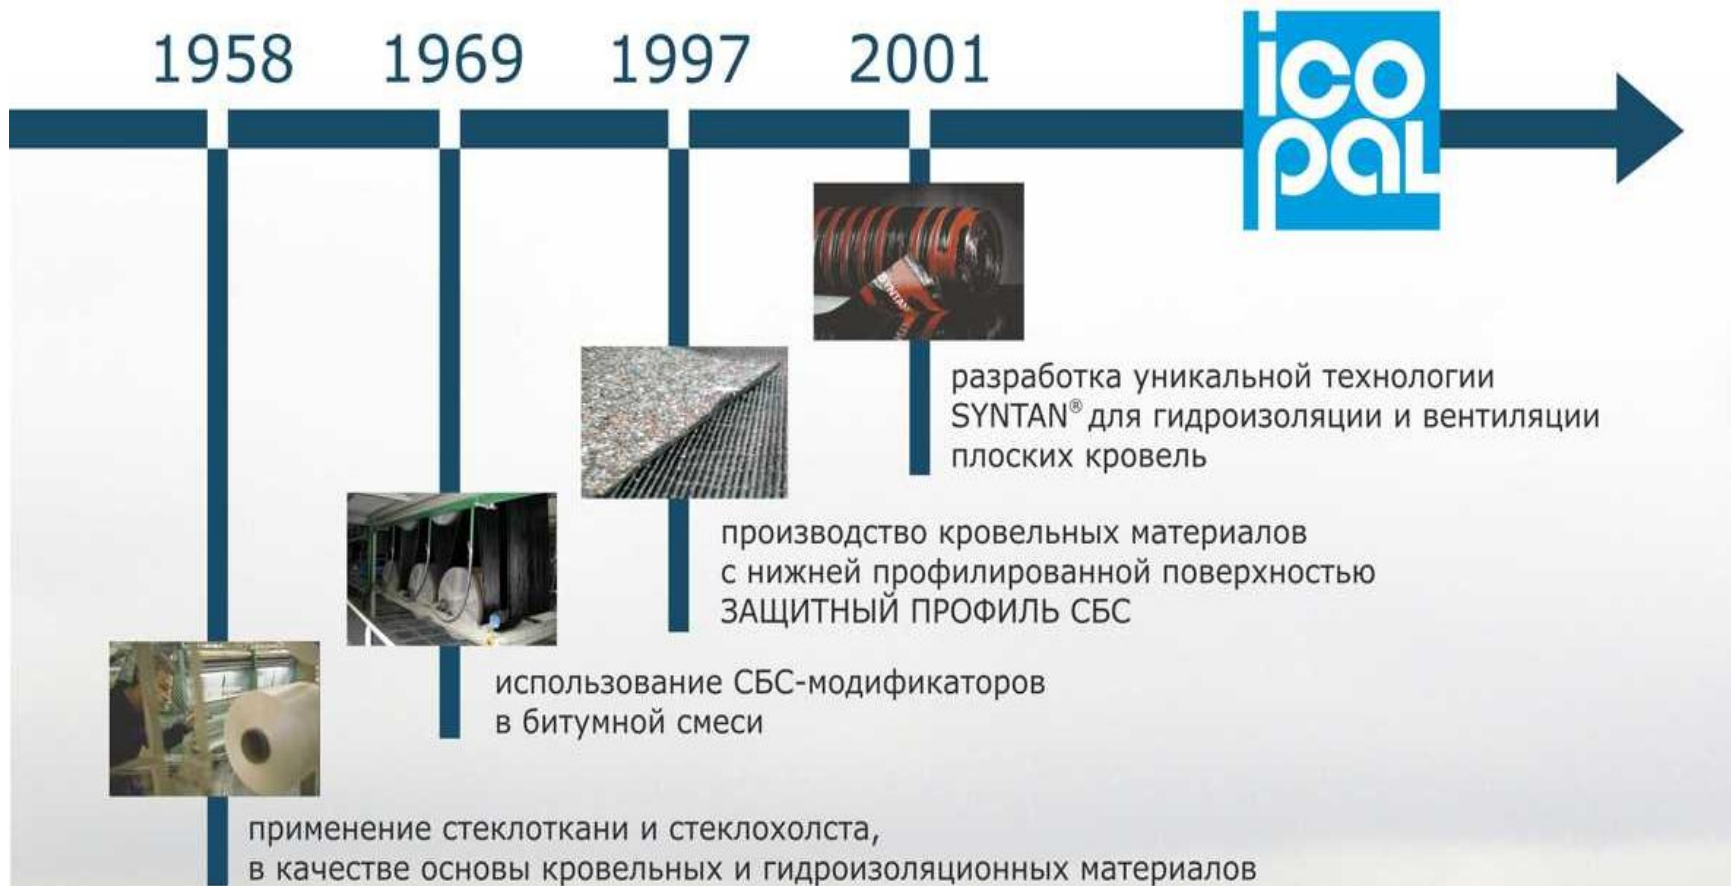 1958 1969 1997 2001
ico
pal
SYNTAN
разработка уникальной технологии
SYNTAN® для гидроизоляции и вентиляции
плоских кровель
производство кровельных материалов
с нижней профилированной поверхностью
ЗАЩИТНЫЙ ПРОФИЛЬ СБС
использование СБС-модификаторов
в битумной смеси
применение стеклоткани и стеклохолста,
в качестве основы кровельных и гидроизоляционных материалов